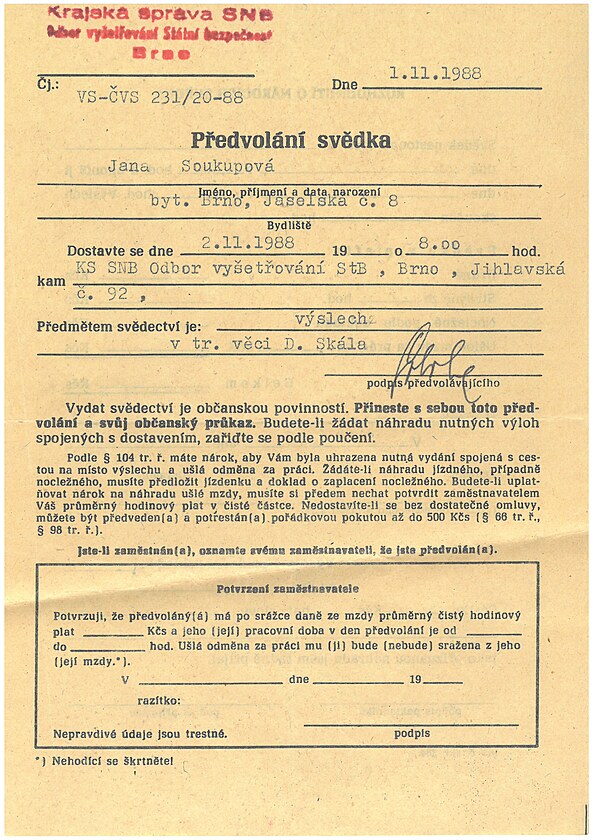 Krajská správa SNB
Odbor vyšetřování Státní bezpečnost
Brno
Čj.: VS-ČVS 231/20-88
Dne 1.11.1988
Předvolání svědka
Jana Soukupová
Jméno, příjmení a data narození
byt. Brno, Jaselská č. 8
Bydliště
Dostavte se dne 2.11.1988 19 o 8.oo hod.
kam KS SNB Odbor vyšetřování StB , Brno , Jihlavská
č. 92 ,
Předmětem svědectví je: výslech
v tr. věci D. Skála
podpis předvolávajícího
Vydat svědectví je občanskou povinností. Přineste s sebou toto před-
volání a svůj občanský průkaz. Budete-li žádat náhradu nutných výloh
spojených s dostavením, zařiďte se podle poučení.
Podle § 104 tr. ř. máte nárok, aby Vám byla uhrazena nutná vydání spojená s ces-
tou na místo výslechu a ušlá odměna za práci. Žádáte-li náhradu jízdného, případně
nocležného, musíte předložit jízdenku a doklad o zaplacení nocležného. Budete-li uplat-
ňovat nárok na náhradu ušlé mzdy, musíte si předem nechat potvrdit zaměstnavatelem
Váš průměrný hodinový plat v čisté částce. Nedostavíte-li se bez dostatečné omluvy,
můžete být předveden(a) a potrestán(a) pořádkovou pokutou až do 500 Kčs (§ 66 tr. ř.,
§ 98 tr. ř.).
Jste-li zaměstnán(a), oznamte svému zaměstnavateli, že jste předvolán(a).
Potvrzení zaměstnavatele
Potvrzuji, že předvolaný(á) má po srážce daně ze mzdy průměrný čistý hodinový
plat Kčs a jeho (její) pracovní doba v den předvolání je od
do hod. Ušlá odměna za práci mu (jí) bude (nebude) sražena z jeho
(její mzdy.*).
V dne 19
razítko:
Nepravdivé údaje jsou trestné. podpis
*) Nehodící se škrtněte!